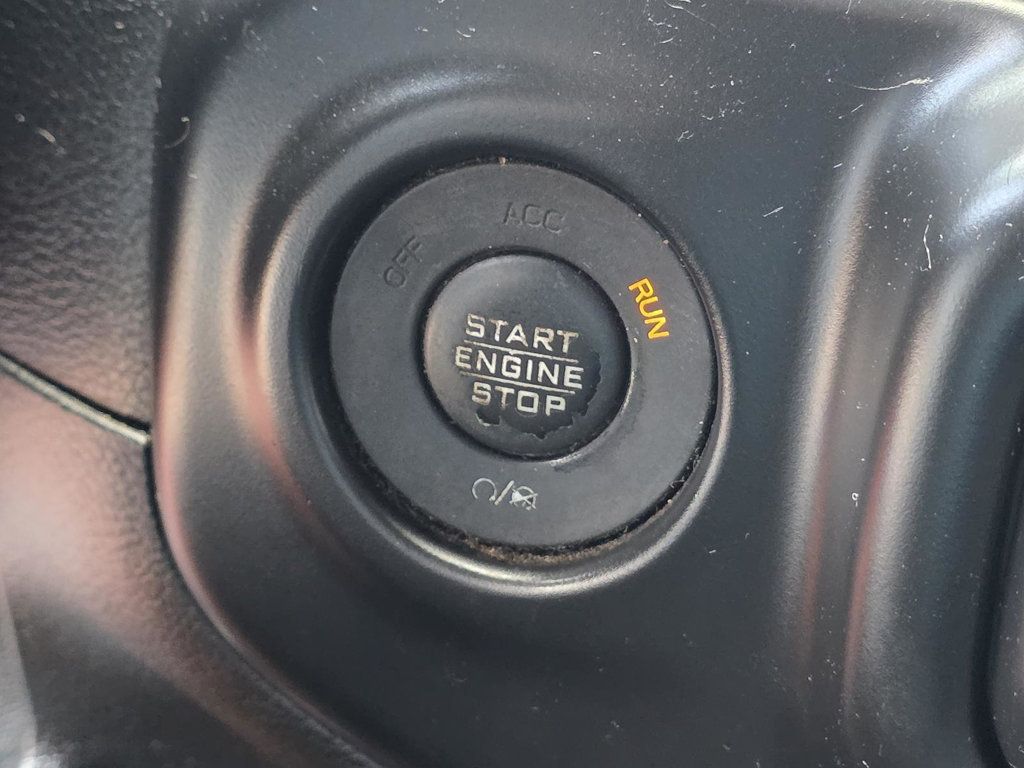 OFF
ACC
RUN
START
ENGINE
STOP